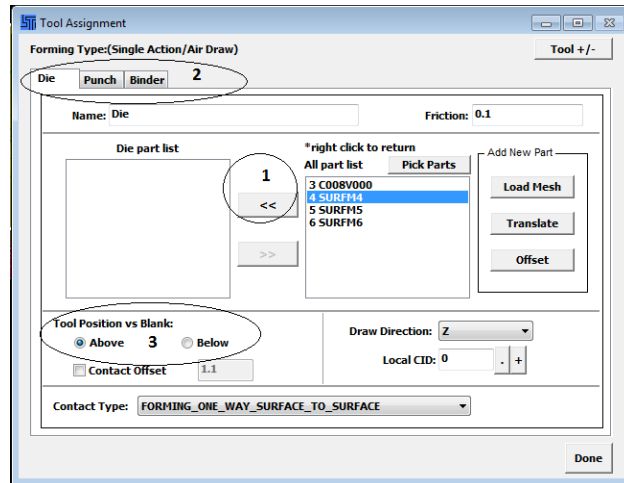 Tool Assignment
Forming Type:(Single Action/Air Draw)
Tool +/-
Die Punch Binder 2
Name: Die
Friction: 0.1
Die part list
*right click to return
All part list
Pick Parts
Add New Part
1
<<
>>
3 C008V000
4 SURFM4
5 SURFM5
6 SURFM6
Load Mesh
Translate
Offset
Tool Position vs Blank:
Above 3 Below
Contact Offset 1.1
Draw Direction: Z
Local CID: 0 . +
Contact Type: FORMING_ONE_WAY_SURFACE_TO_SURFACE
Done